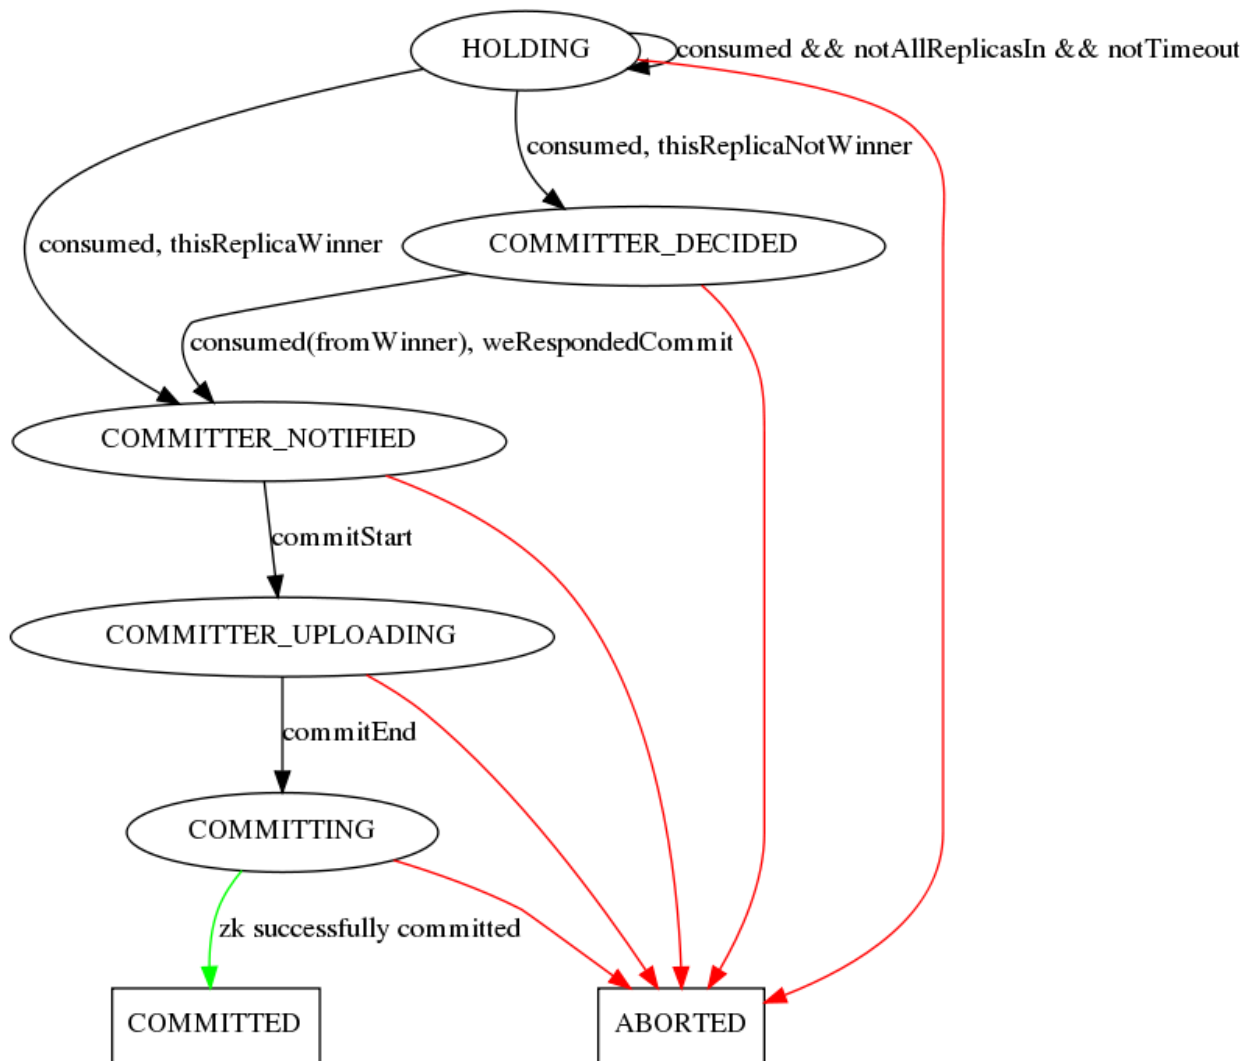 HOLDING
consumed && notAllReplicasIn && notTimeout
consumed, thisReplicaNotWinner
consumed, thisReplicaWinner
COMMITTER_DECIDED
consumed(fromWinner), weRespondedCommit
COMMITTER_NOTIFIED
commitStart
COMMITTER_UPLOADING
commitEnd
COMMITTING
zk successfully committed
COMMITTED
ABORTED